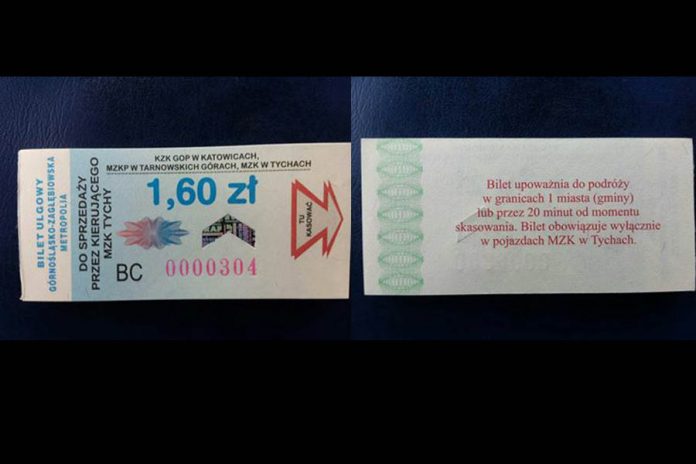 BILET ULGOWY
GÓRNOŚLĄSKO-ZAGŁĘBIOWSKA
METROPOLIA
DO SPRZEDAŻY
PRZEZ KIERUJĄCEGO
MZK TYCHY
KZK GOP W KATOWICACH,
MZKP W TARNOWSKICH GÓRACH, MZK W TYCHACH
1,60 zł
BC 0000304
TU
KASOWAĆ
Bilet upoważnia do podróży
w granicach 1 miasta (gminy)
lub przez 20 minut od momentu
skasowania. Bilet obowiązuje wyłącznie
w pojazdach MZK w Tychach.